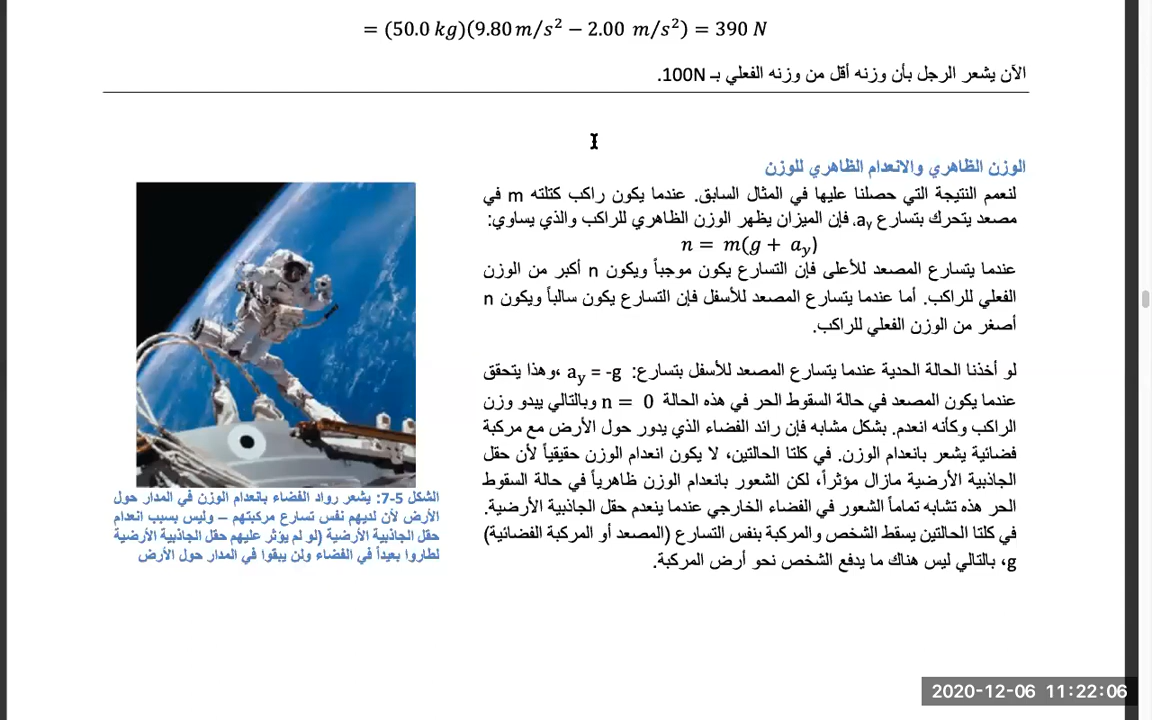 = (50.0 kg)(9.80 m/s² − 2.00 m/s²) = 390 N
الآن يشعر الرجل بأن وزنه أقل من وزنه الفعلي بـ 100N.
الوزن الظاهري والانعدام الظاهري للوزن
لنعمم النتيجة التي حصلنا عليها في المثال السابق. عندما يكون راكب كتلته m في
مصعد يتحرك بتسارع aᵧ، فإن الميزان يظهر الوزن الظاهري للراكب والذي يساوي:
n = m(g + aᵧ)
عندما يتسارع المصعد للأعلى فإن التسارع يكون موجباً ويكون n أكبر من الوزن
الفعلي للراكب. أما عندما يتسارع المصعد للأسفل فإن التسارع يكون سالباً ويكون n
أصغر من الوزن الفعلي للراكب.
لو أخذنا الحالة الحدية عندما يتسارع المصعد للأسفل بتسارع: aᵧ = -g ،وهذا يتحقق
عندما يكون المصعد في حالة السقوط الحر في هذه الحالة n = 0 وبالتالي يبدو وزن
الراكب وكأنه انعدم. بشكل مشابه فإن رائد الفضاء الذي يدور حول الأرض مع مركبة
فضائية يشعر بانعدام الوزن. في كلتا الحالتين، لا يكون انعدام الوزن حقيقياً لأن حقل
الجاذبية الأرضية مازال مؤثراً، لكن الشعور بانعدام الوزن ظاهرياً في حالة السقوط
الحر هذه تشابه تماماً الشعور في الفضاء الخارجي عندما ينعدم حقل الجاذبية الأرضية.
في كلتا الحالتين يسقط الشخص والمركبة بنفس التسارع (المصعد أو المركبة الفضائية)
g، بالتالي ليس هناك ما يدفع الشخص نحو أرض المركبة.
الشكل 5-7: يشعر رواد الفضاء بانعدام الوزن في المدار حول
الأرض لأن لديهم نفس تسارع مركبتهم – وليس بسبب انعدام
حقل الجاذبية الأرضية (لو لم يؤثر عليهم حقل الجاذبية الأرضية
لطاروا بعيداً في الفضاء ولن يبقوا في المدار حول الأرض
2020-12-06 11:22:06